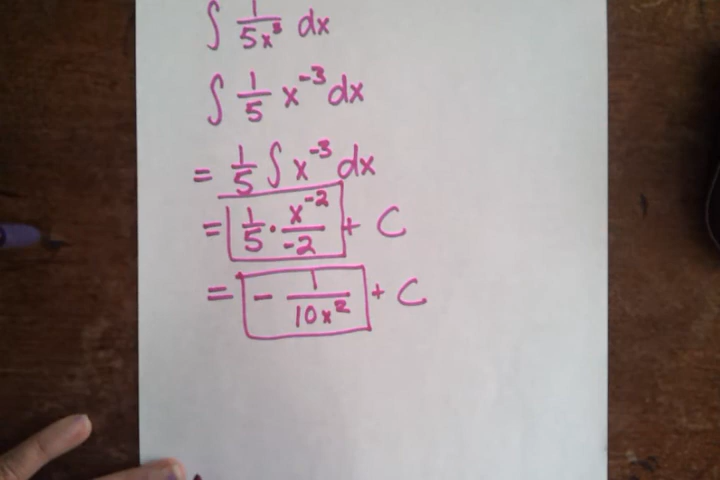 ∫ 1/5x³ dx
∫ 1/5 x⁻³ dx
= 1/5 ∫ x⁻³ dx
= 1/5 · x⁻²/-2 + C
= - 1/10x² + C